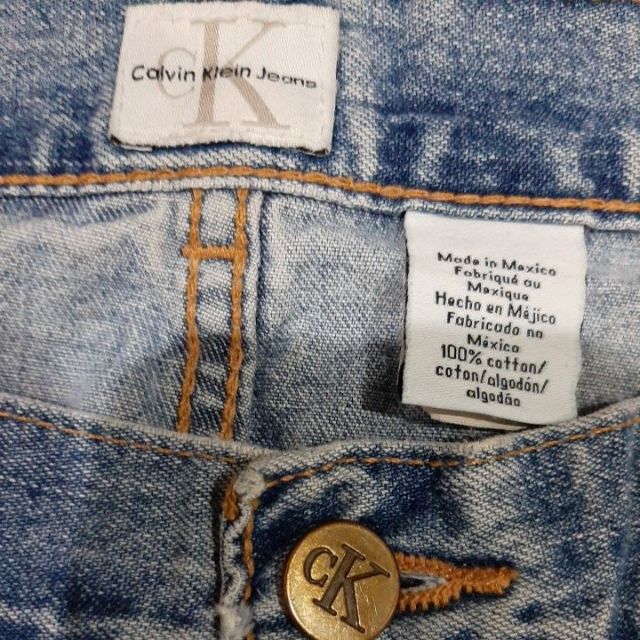 CK
Calvin Klein Jeans
Made in Mexico
Fabriqué au
Mexique
Hecho en Méjico
Fabricado no
México
100% cotton/
coton/algodón/
algodão
CK